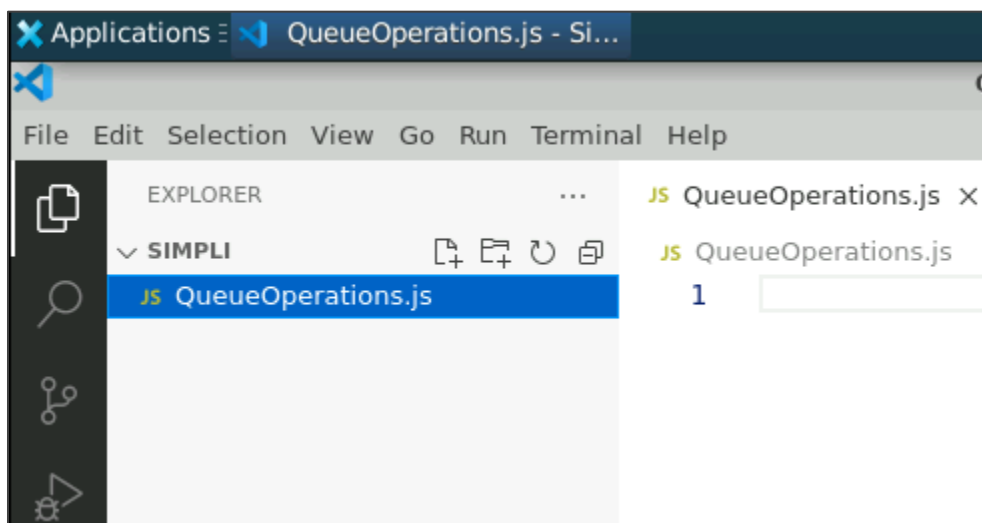 Applications
QueueOperations.js - Si...
File Edit Selection View Go Run Terminal Help
EXPLORER ...
SIMPLI
JS QueueOperations.js
JS QueueOperations.js ×
JS QueueOperations.js
1